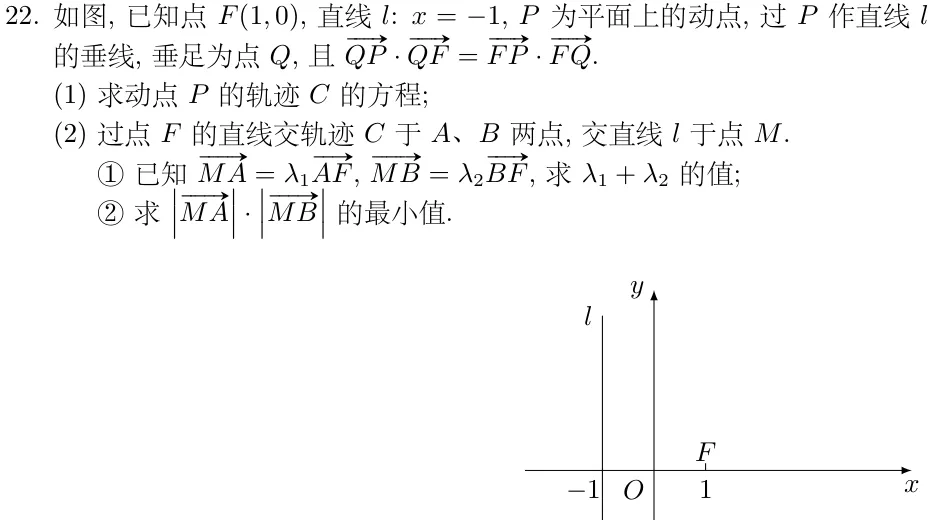 22. 如图, 已知点 F(1,0), 直线 l: x = −1, P 为平面上的动点, 过 P 作直线 l
的垂线, 垂足为点 Q, 且 $\overrightarrow{QP} \cdot \overrightarrow{QF} = \overrightarrow{FP} \cdot \overrightarrow{FQ}$.
(1) 求动点 P 的轨迹 C 的方程;
(2) 过点 F 的直线交轨迹 C 于 A、B 两点, 交直线 l 于点 M.
① 已知 $\overrightarrow{MA} = \lambda_1 \overrightarrow{AF}$, $\overrightarrow{MB} = \lambda_2 \overrightarrow{BF}$, 求 $\lambda_1 + \lambda_2$ 的值;
② 求 $\left|\overrightarrow{MA}\right| \cdot \left|\overrightarrow{MB}\right|$ 的最小值.
y
l
F
−1 O 1 x